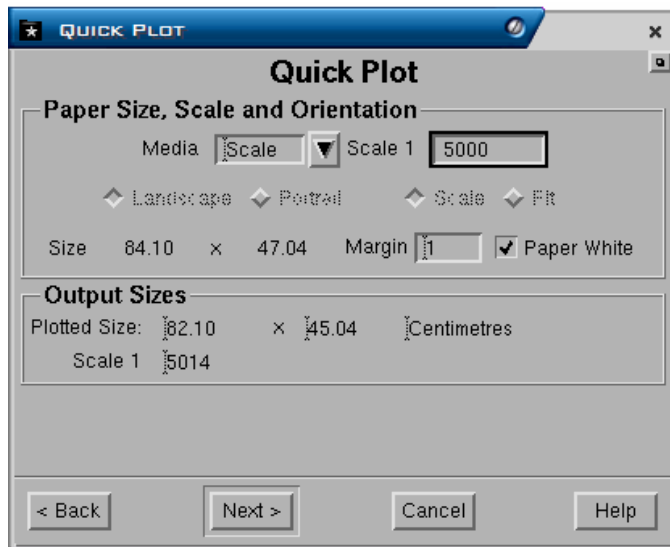 QUICK PLOT
Quick Plot
Paper Size, Scale and Orientation
Media Scale Scale 1 5000
Landscape Portrait Scale Fit
Size 84.10 × 47.04 Margin 1 Paper White
Output Sizes
Plotted Size: 82.10 × 45.04 Centimetres
Scale 1 5014
< Back Next > Cancel Help